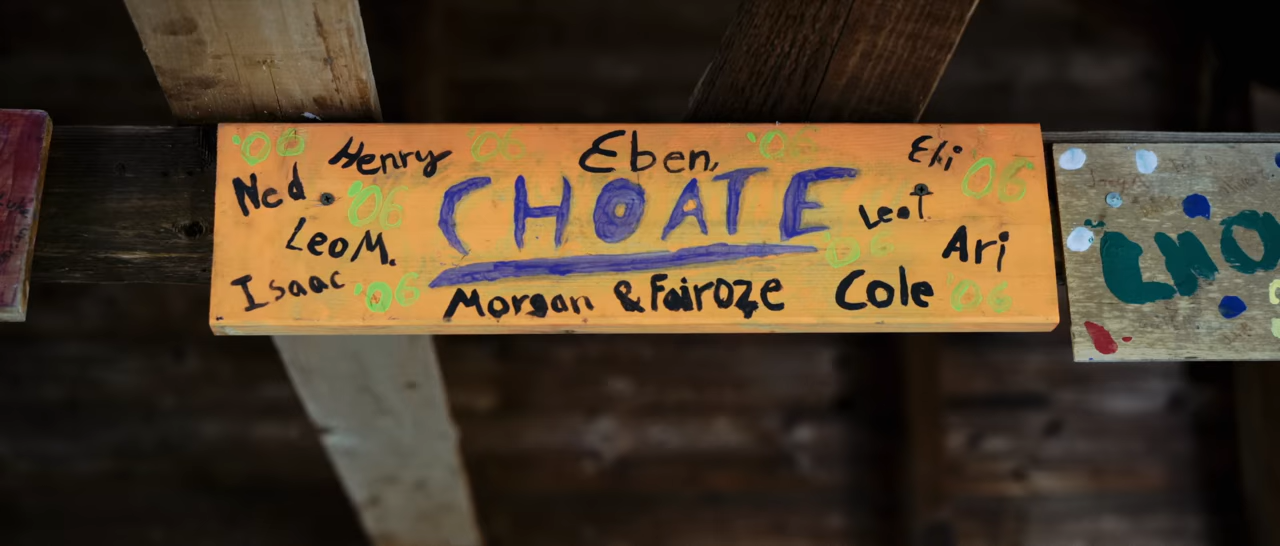 '06 Henry '06 Eben, '06 Eli
Ned '06 CHOATE Leo T. 06
Leo M. '06 Ari
Isaac '06 Morgan & Fairoze Cole '06
CHO